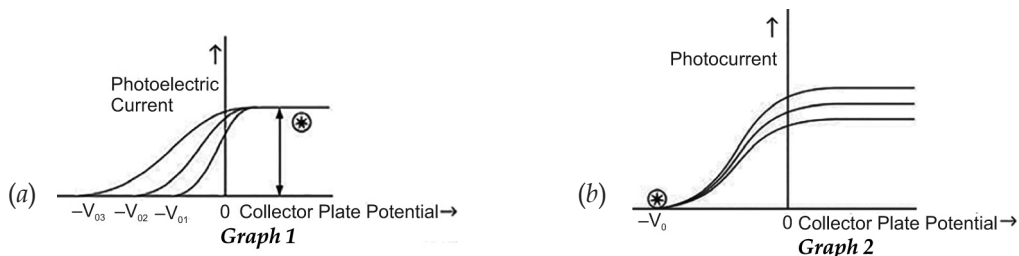 (a)
↑
Photoelectric
Current
–V03 –V02 –V01 0 Collector Plate Potential→
Graph 1
(b)
↑
Photocurrent
–V0 0 Collector Plate Potential→
Graph 2